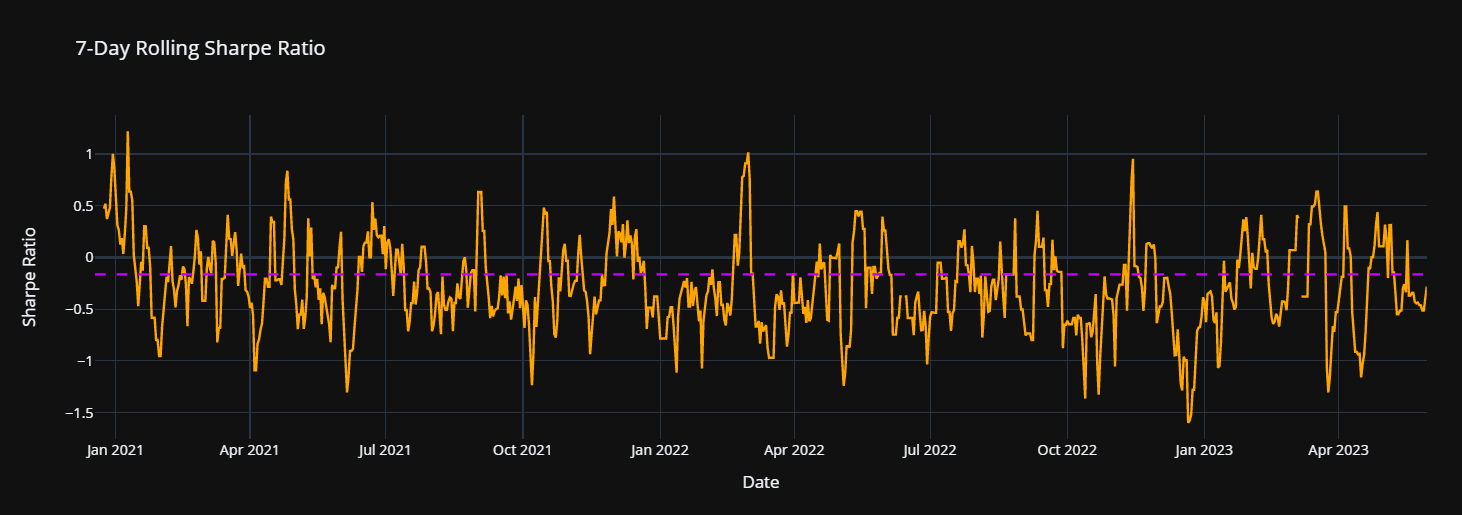 7-Day Rolling Sharpe Ratio
1
0.5
0
−0.5
−1
−1.5
Sharpe Ratio
Jan 2021 Apr 2021 Jul 2021 Oct 2021 Jan 2022 Apr 2022 Jul 2022 Oct 2022 Jan 2023 Apr 2023
Date